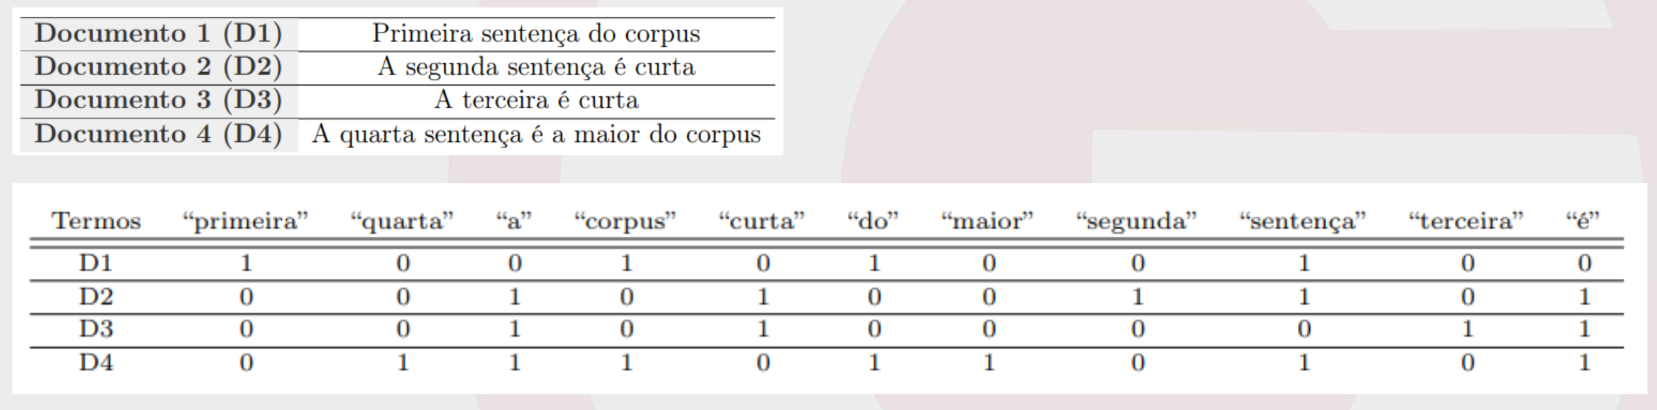 Documento 1 (D1) Primeira sentença do corpus
Documento 2 (D2) A segunda sentença é curta
Documento 3 (D3) A terceira é curta
Documento 4 (D4) A quarta sentença é a maior do corpus
Termos “primeira” “quarta” “a” “corpus” “curta” “do” “maior” “segunda” “sentença” “terceira” “é”
D1 1 0 0 1 0 1 0 0 1 0 0
D2 0 0 1 0 1 0 0 1 1 0 1
D3 0 0 1 0 1 0 0 0 0 1 1
D4 0 1 1 1 0 1 1 0 1 0 1